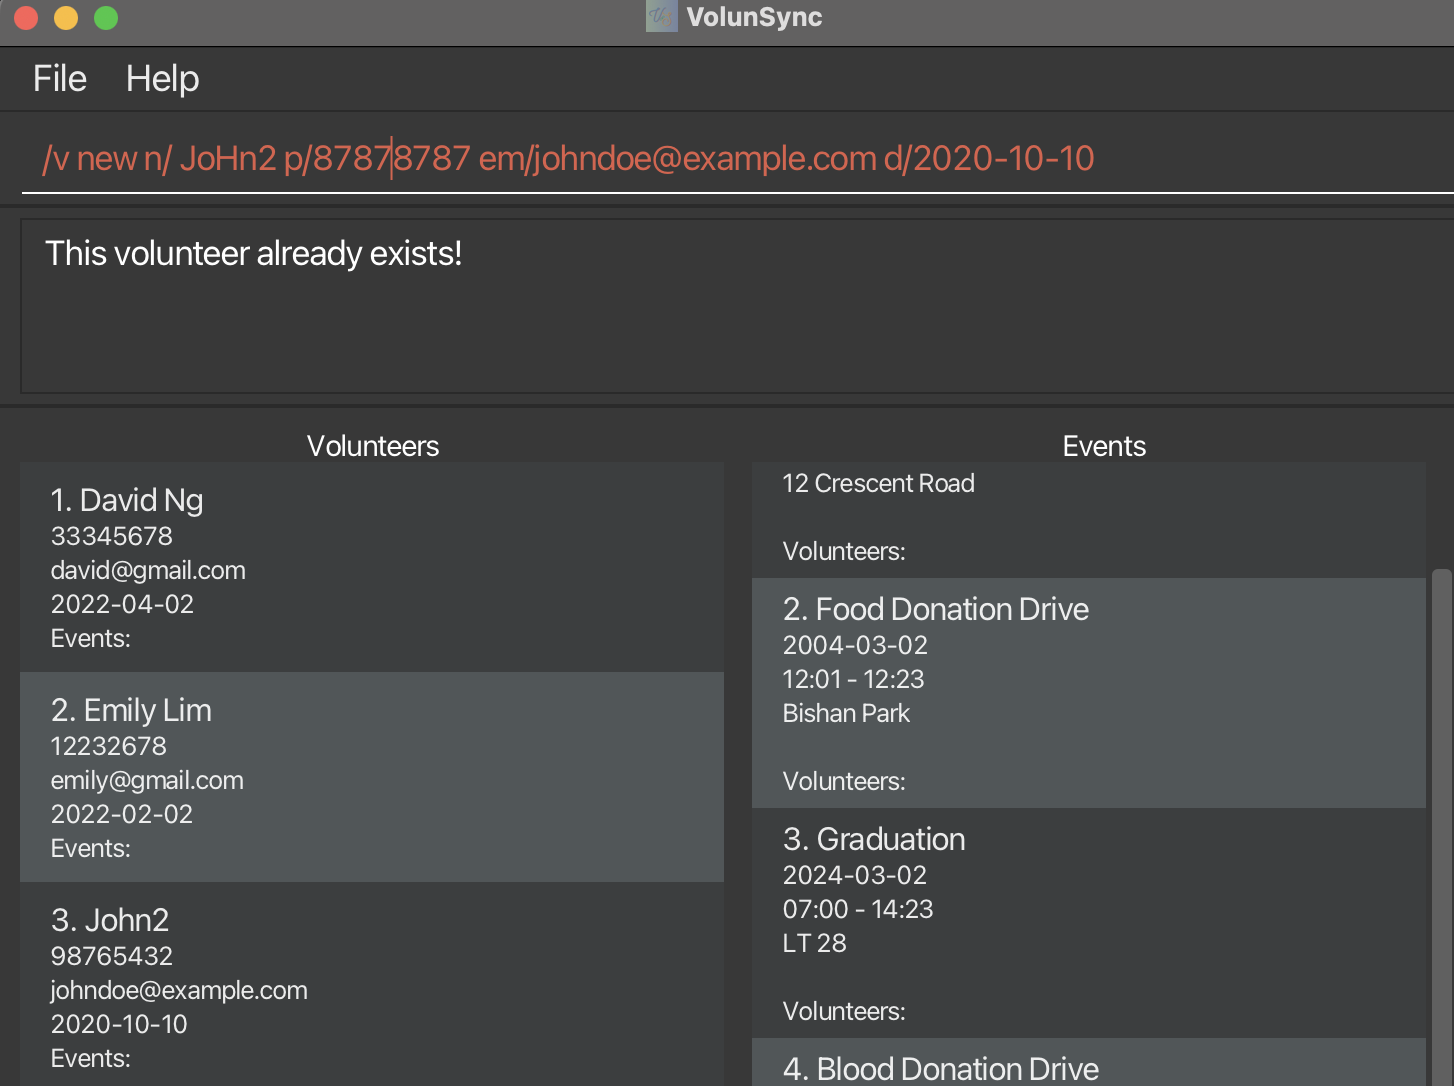 VolunSync
File Help
/v new n/ JoHn2 p/87878787 em/johndoe@example.com d/2020-10-10
This volunteer already exists!
Volunteers
1. David Ng
33345678
david@gmail.com
2022-04-02
Events:
2. Emily Lim
12232678
emily@gmail.com
2022-02-02
Events:
3. John2
98765432
johndoe@example.com
2020-10-10
Events:
Events
12 Crescent Road
Volunteers:
2. Food Donation Drive
2004-03-02
12:01 - 12:23
Bishan Park
Volunteers:
3. Graduation
2024-03-02
07:00 - 14:23
LT 28
Volunteers:
4. Blood Donation Drive